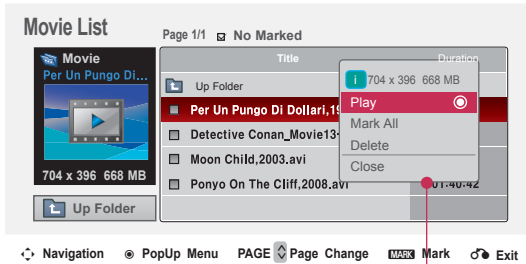 Movie List
Page 1/1 No Marked
Movie
Per Un Pungo Di...
704 x 396 668 MB
Up Folder
Title Duration
Up Folder
Per Un Pungo Di Dollari,19
Detective Conan_Movie13
Moon Child,2003.avi
Ponyo On The Cliff,2008.avi 01:40:42
i 704 x 396 668 MB
Play
Mark All
Delete
Close
Navigation PopUp Menu PAGE Page Change MARK Mark Exit